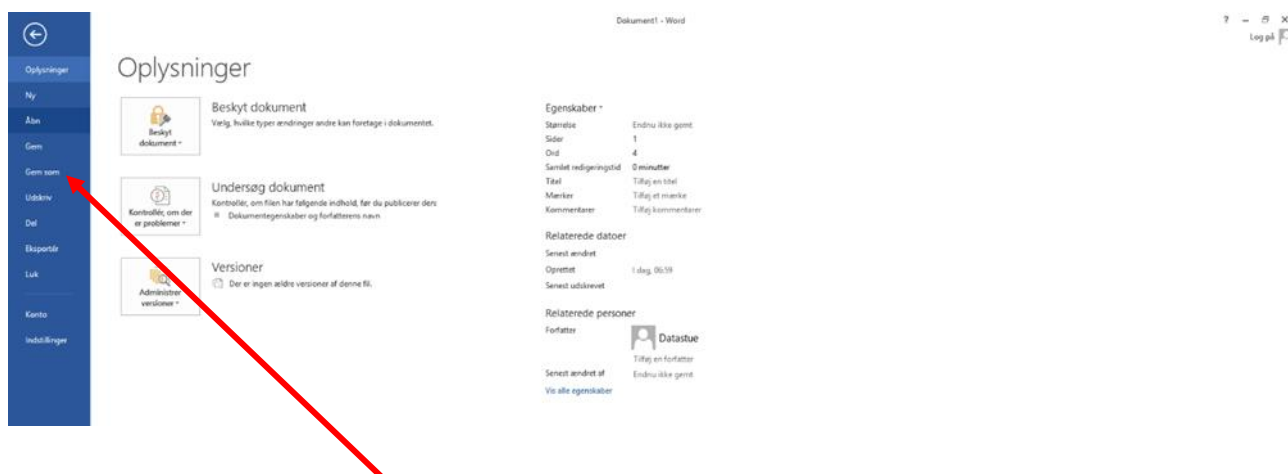 Dokument1 - Word
?
Log på
Oplysninger
Ny
Åbn
Gem
Gem som
Udskriv
Del
Eksportér
Luk
Konto
Indstillinger
Oplysninger
Beskyt dokument
Beskyt dokument
Vælg, hvilke typer ændringer andre kan foretage i dokumentet.
Kontrollér, om der er problemer
Undersøg dokument
Kontrollér, om filen har følgende indhold, før du publicerer den:
Dokumentegenskaber og forfatterens navn
Administrer versioner
Versioner
Der er ingen ældre versioner af denne fil.
Egenskaber
Størrelse Endnu ikke gemt
Sider 1
Ord 4
Samlet redigeringstid 0 minutter
Titel Tilføj en titel
Mærker Tilføj et mærke
Kommentarer Tilføj kommentarer
Relaterede datoer
Senest ændret
Oprettet I dag, 06:59
Senest udskrevet
Relaterede personer
Forfatter Datastue
Tilføj en forfatter
Senest ændret af Endnu ikke gemt
Vis alle egenskaber